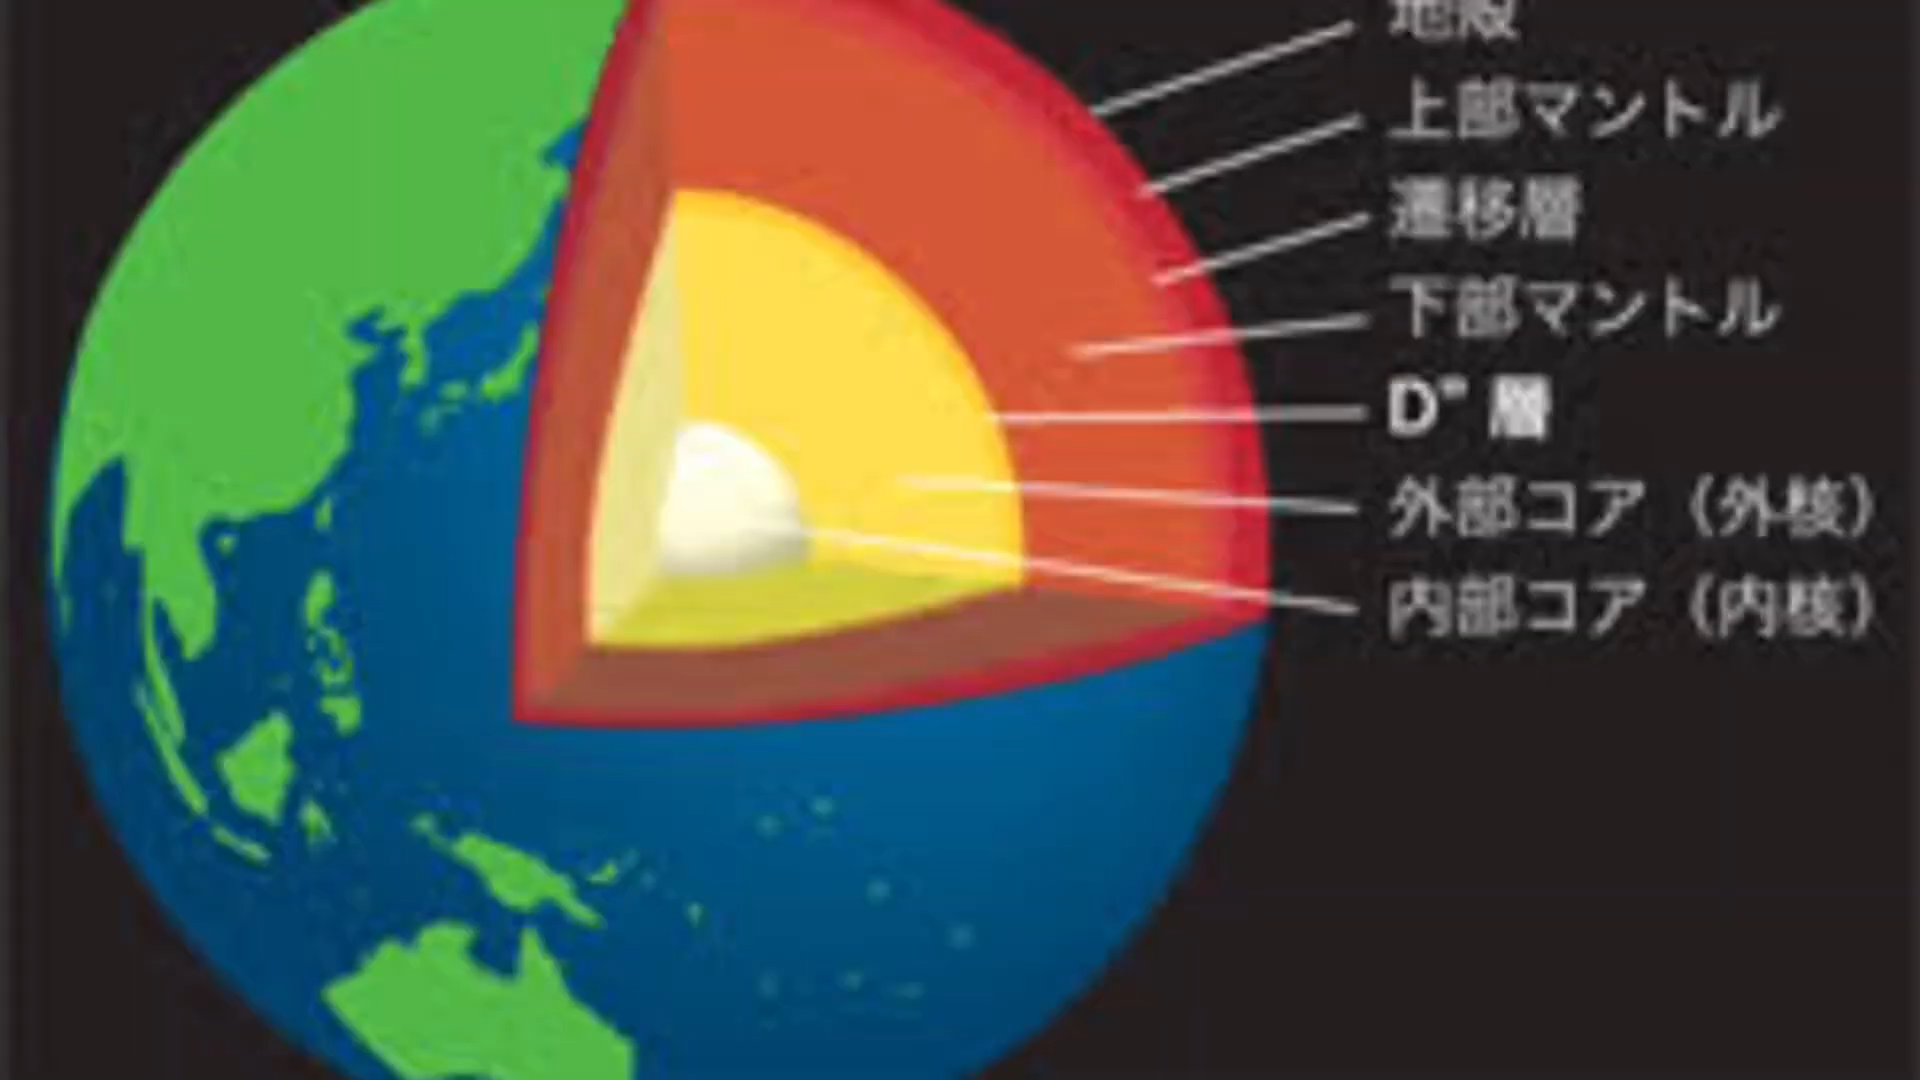 地殻
上部マントル
遷移層
下部マントル
D" 層
外部コア（外核）
内部コア（内核）